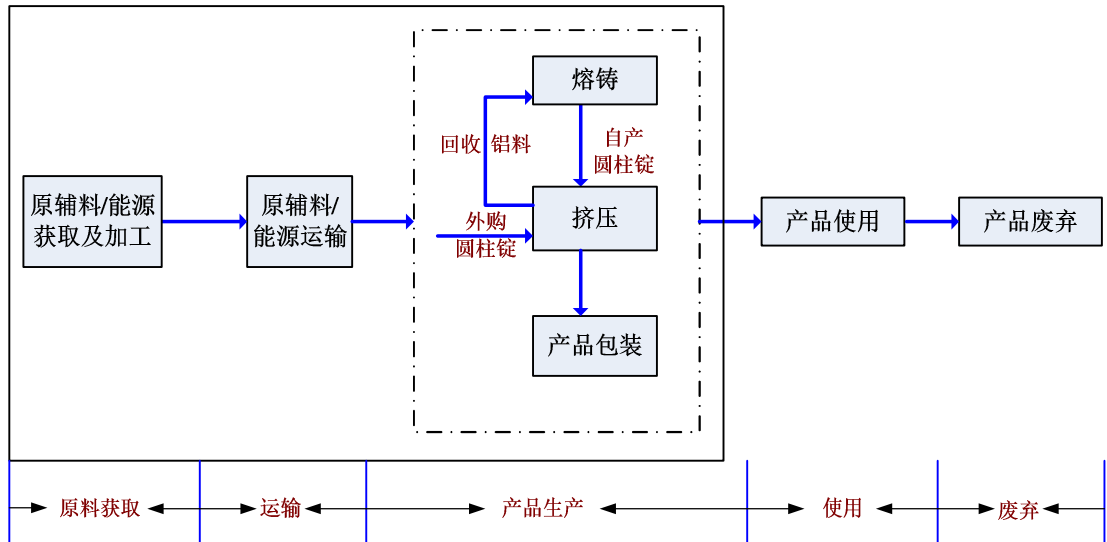 熔铸
回收 铝料
自产
圆柱锭
原辅料/能源
获取及加工
原辅料/
能源运输
外购
圆柱锭
挤压
产品使用
产品废弃
产品包装
原料获取
运输
产品生产
使用
废弃